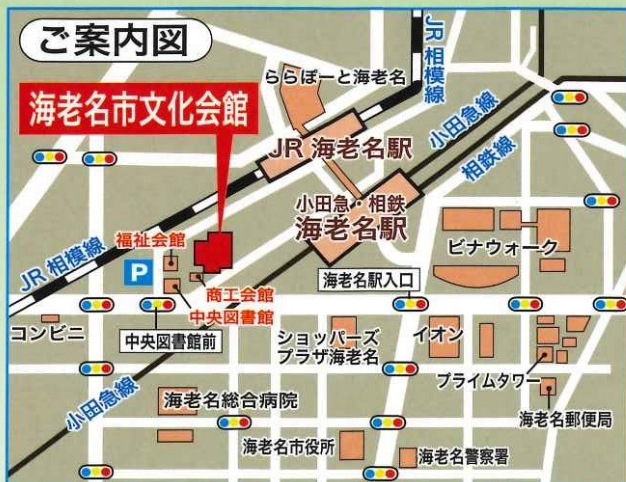 ご案内図
海老名市文化会館
ららぽーと海老名
JR相模線
小田急線
相鉄線
JR 海老名駅
小田急・相鉄
海老名駅
ビナウォーク
福祉会館
JR 相模線
P
商工会館
中央図書館
海老名駅入口
コンビニ
中央図書館前
ショッパーズ
プラザ海老名
イオン
プライムタワー
小田急線
海老名総合病院
海老名郵便局
海老名市役所
海老名警察署